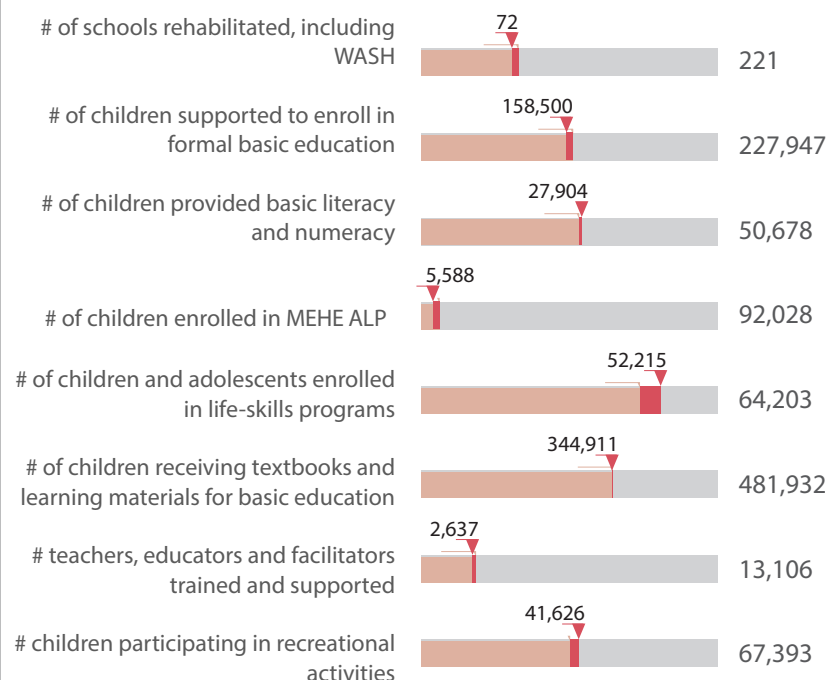 72
# of schools rehabilitated, including
WASH
221
158,500
# of children supported to enroll in
formal basic education
227,947
27,904
# of children provided basic literacy
and numeracy
50,678
5,588
# of children enrolled in MEHE ALP
92,028
52,215
# of children and adolescents enrolled
in life-skills programs
64,203
344,911
# of children receiving textbooks and
learning materials for basic education
481,932
2,637
# teachers, educators and facilitators
trained and supported
13,106
41,626
# children participating in recreational
activities
67,393